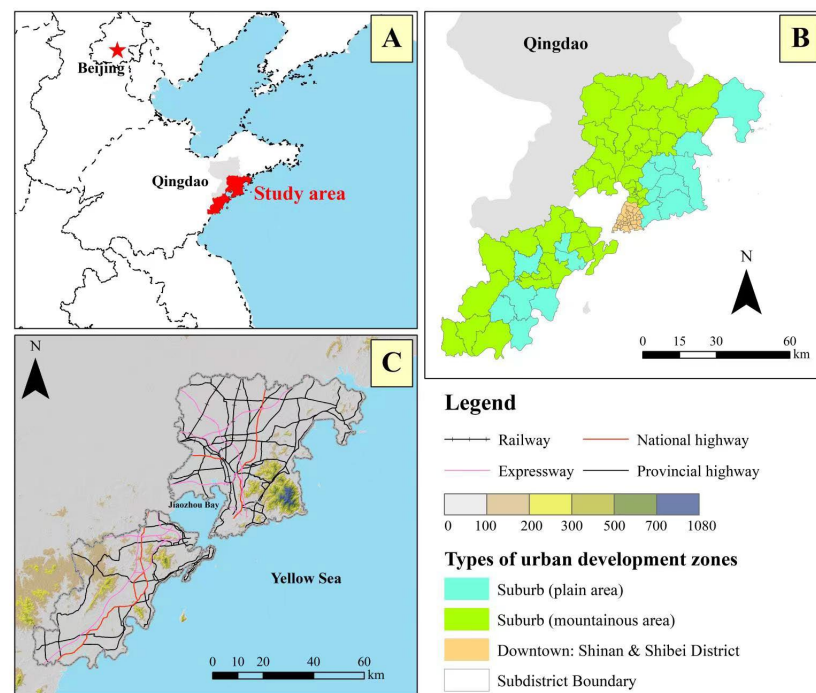 A
Beijing
Qingdao
Study area
B
Qingdao
N
0 15 30 60
km
C
N
Jiaozhou Bay
Yellow Sea
0 10 20 40 60
km
Legend
Railway
National highway
Expressway
Provincial highway
0 100 200 300 500 700 1080
Types of urban development zones
Suburb (plain area)
Suburb (mountainous area)
Downtown: Shinan & Shibei District
Subdistrict Boundary